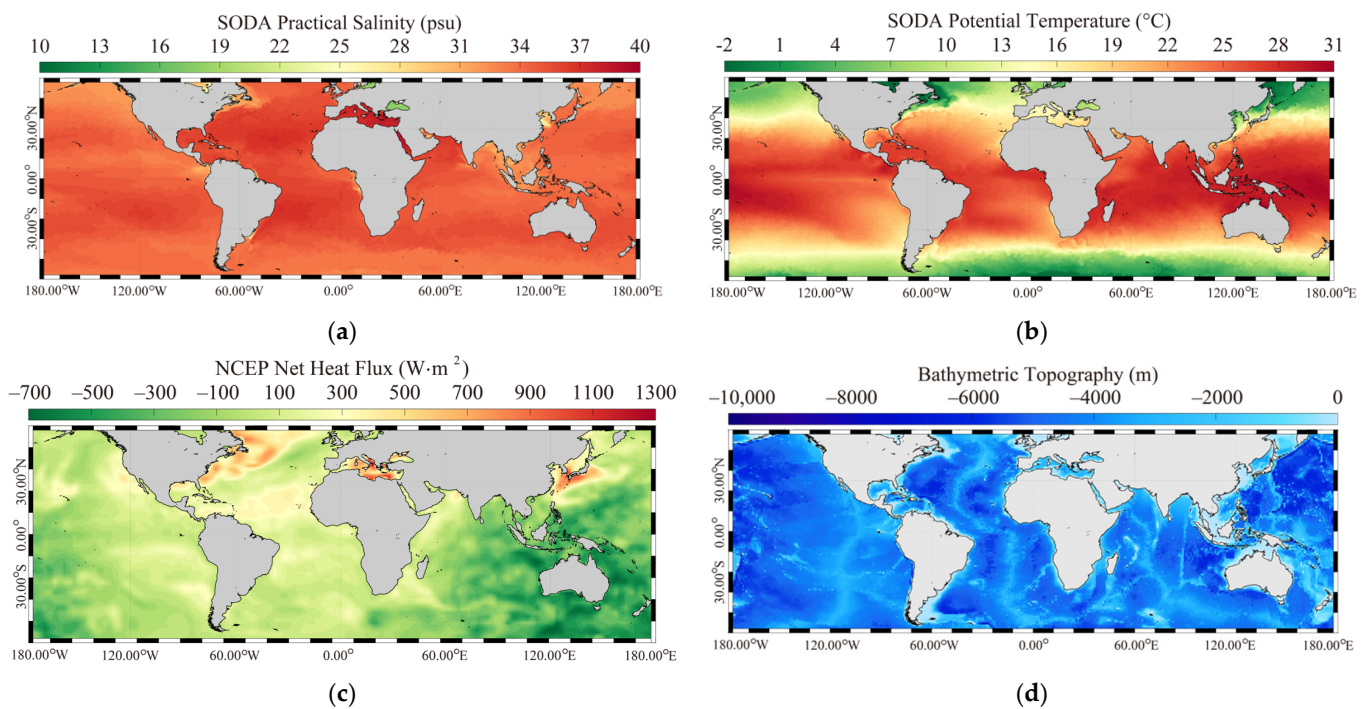 SODA Practical Salinity (psu)
10 13 16 19 22 25 28 31 34 37 40
30.00°N
0.00°
30.00°S
180.00°W 120.00°W 60.00°W 0.00° 60.00°E 120.00°E 180.00°E
(a)
SODA Potential Temperature (°C)
-2 1 4 7 10 13 16 19 22 25 28 31
30.00°N
0.00°
30.00°S
180.00°W 120.00°W 60.00°W 0.00° 60.00°E 120.00°E 180.00°E
(b)
NCEP Net Heat Flux (W·m ²)
−700 −500 −300 −100 100 300 500 700 900 1100 1300
30.00°N
0.00°
30.00°S
180.00°W 120.00°W 60.00°W 0.00° 60.00°E 120.00°E 180.00°E
(c)
Bathymetric Topography (m)
−10,000 −8000 −6000 −4000 −2000 0
30.00°N
0.00°
30.00°S
180.00°W 120.00°W 60.00°W 0.00° 60.00°E 120.00°E 180.00°E
(d)